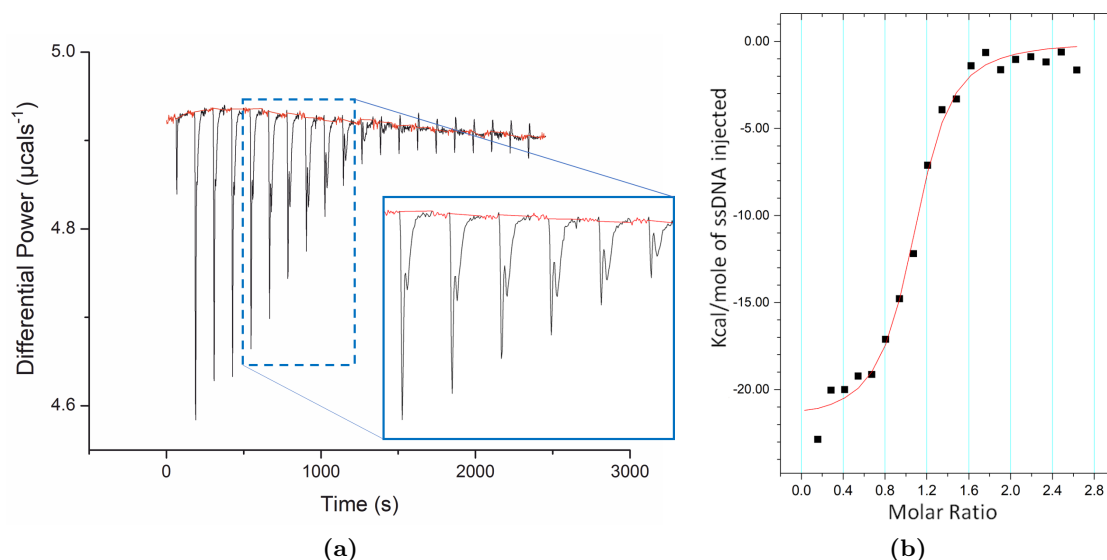 5.0
4.8
4.6
Differential Power (µcals⁻¹)
0
1000
2000
3000
Time (s)
(a)
0.00
-5.00
-10.00
-15.00
-20.00
Kcal/mole of ssDNA injected
0.0 0.4 0.8 1.2 1.6 2.0 2.4 2.8
Molar Ratio
(b)